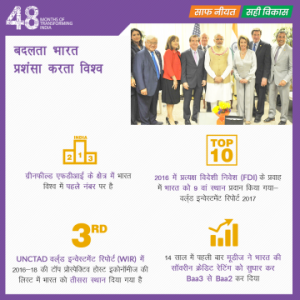 48 MONTHS OF
TRANSFORMING
INDIA
साफ नीयत सही विकास
बदलता भारत
प्रशंसा करता विश्व
INDIA
2 1 3
ग्रीनफील्ड एफडीआई के क्षेत्र में भारत
विश्व में पहले नंबर पर है
TOP
10
2016 में प्रत्यक्ष विदेशी निवेश (FDI) के प्रवाह
में भारत को 9 वां स्थान प्रदान किया गया-
वर्ल्ड इन्वेस्टमेंट रिपोर्ट 2017
3RD
UNCTAD वर्ल्ड इन्वेस्टमेंट रिपोर्ट (WIR) में
2016-18 की टॉप प्रोस्पेक्टिव होस्ट इकोनॉमीज की
लिस्ट में भारत को तीसरा स्थान दिया गया है
14 साल में पहली बार मूडीज ने भारत की
सॉवरीन क्रेडिट रेटिंग को सुधार कर
Baa3 से Baa2 कर दिया